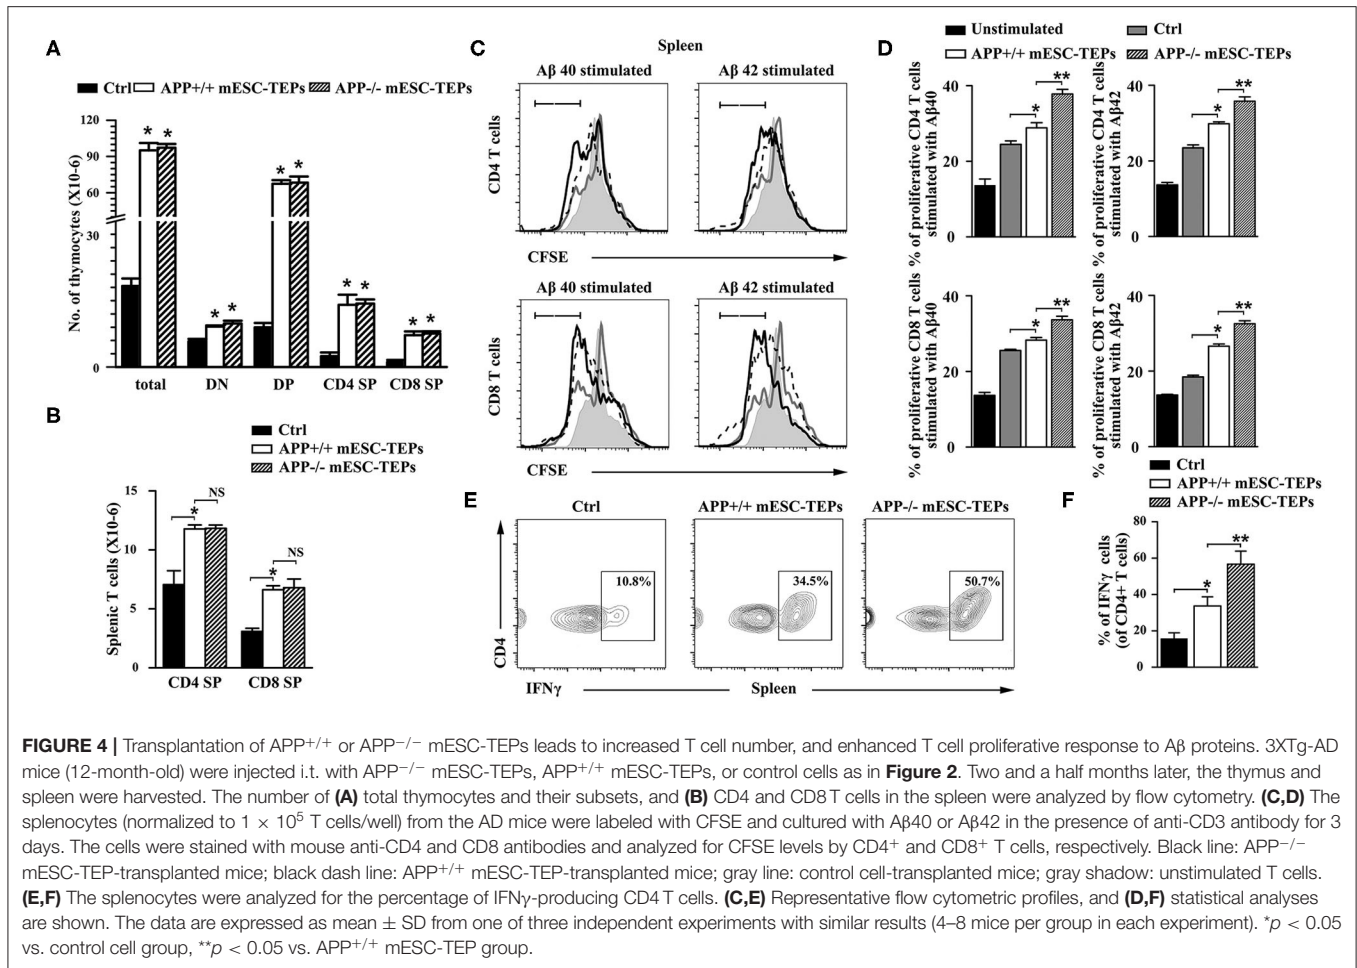 A
Ctrl APP+/+ mESC-TEPs APP-/- mESC-TEPs
No. of thymocytes (X10-6)
120
90
60
30
0
* * * * * * * * * *
total DN DP CD4 SP CD8 SP
B
Ctrl
APP+/+ mESC-TEPs
APP-/- mESC-TEPs
Splenic T cells (X10-6)
15
10
5
0
* NS
* NS
CD4 SP CD8 SP
C
Spleen
Aβ 40 stimulated Aβ 42 stimulated
CD4 T cells
CFSE
Aβ 40 stimulated Aβ 42 stimulated
CD8 T cells
CFSE
D
Unstimulated Ctrl
APP+/+ mESC-TEPs APP-/- mESC-TEPs
% of proliferative CD4 T cells
stimulated with Aβ40
40
20
0
* **
% of proliferative CD4 T cells
stimulated with Aβ42
40
20
0
* **
% of proliferative CD8 T cells
stimulated with Aβ40
40
20
0
* **
% of proliferative CD8 T cells
stimulated with Aβ42
40
20
0
* **
E
Ctrl APP+/+ mESC-TEPs APP-/- mESC-TEPs
10.8% 34.5% 50.7%
CD4
IFNγ Spleen
F
Ctrl
APP+/+ mESC-TEPs
APP-/- mESC-TEPs
% of IFNγ cells
(of CD4+ T cells)
80
60
40
20
0
* **
FIGURE 4 | Transplantation of APP+/+ or APP−/− mESC-TEPs leads to increased T cell number, and enhanced T cell proliferative response to Aβ proteins. 3XTg-AD
mice (12-month-old) were injected i.t. with APP−/− mESC-TEPs, APP+/+ mESC-TEPs, or control cells as in Figure 2. Two and a half months later, the thymus and
spleen were harvested. The number of (A) total thymocytes and their subsets, and (B) CD4 and CD8 T cells in the spleen were analyzed by flow cytometry. (C,D) The
splenocytes (normalized to 1 × 10⁵ T cells/well) from the AD mice were labeled with CFSE and cultured with Aβ40 or Aβ42 in the presence of anti-CD3 antibody for 3
days. The cells were stained with mouse anti-CD4 and CD8 antibodies and analyzed for CFSE levels by CD4+ and CD8+ T cells, respectively. Black line: APP−/−
mESC-TEP-transplanted mice; black dash line: APP+/+ mESC-TEP-transplanted mice; gray line: control cell-transplanted mice; gray shadow: unstimulated T cells.
(E,F) The splenocytes were analyzed for the percentage of IFNγ-producing CD4 T cells. (C,E) Representative flow cytometric profiles, and (D,F) statistical analyses
are shown. The data are expressed as mean ± SD from one of three independent experiments with similar results (4–8 mice per group in each experiment). *p < 0.05
vs. control cell group, **p < 0.05 vs. APP+/+ mESC-TEP group.